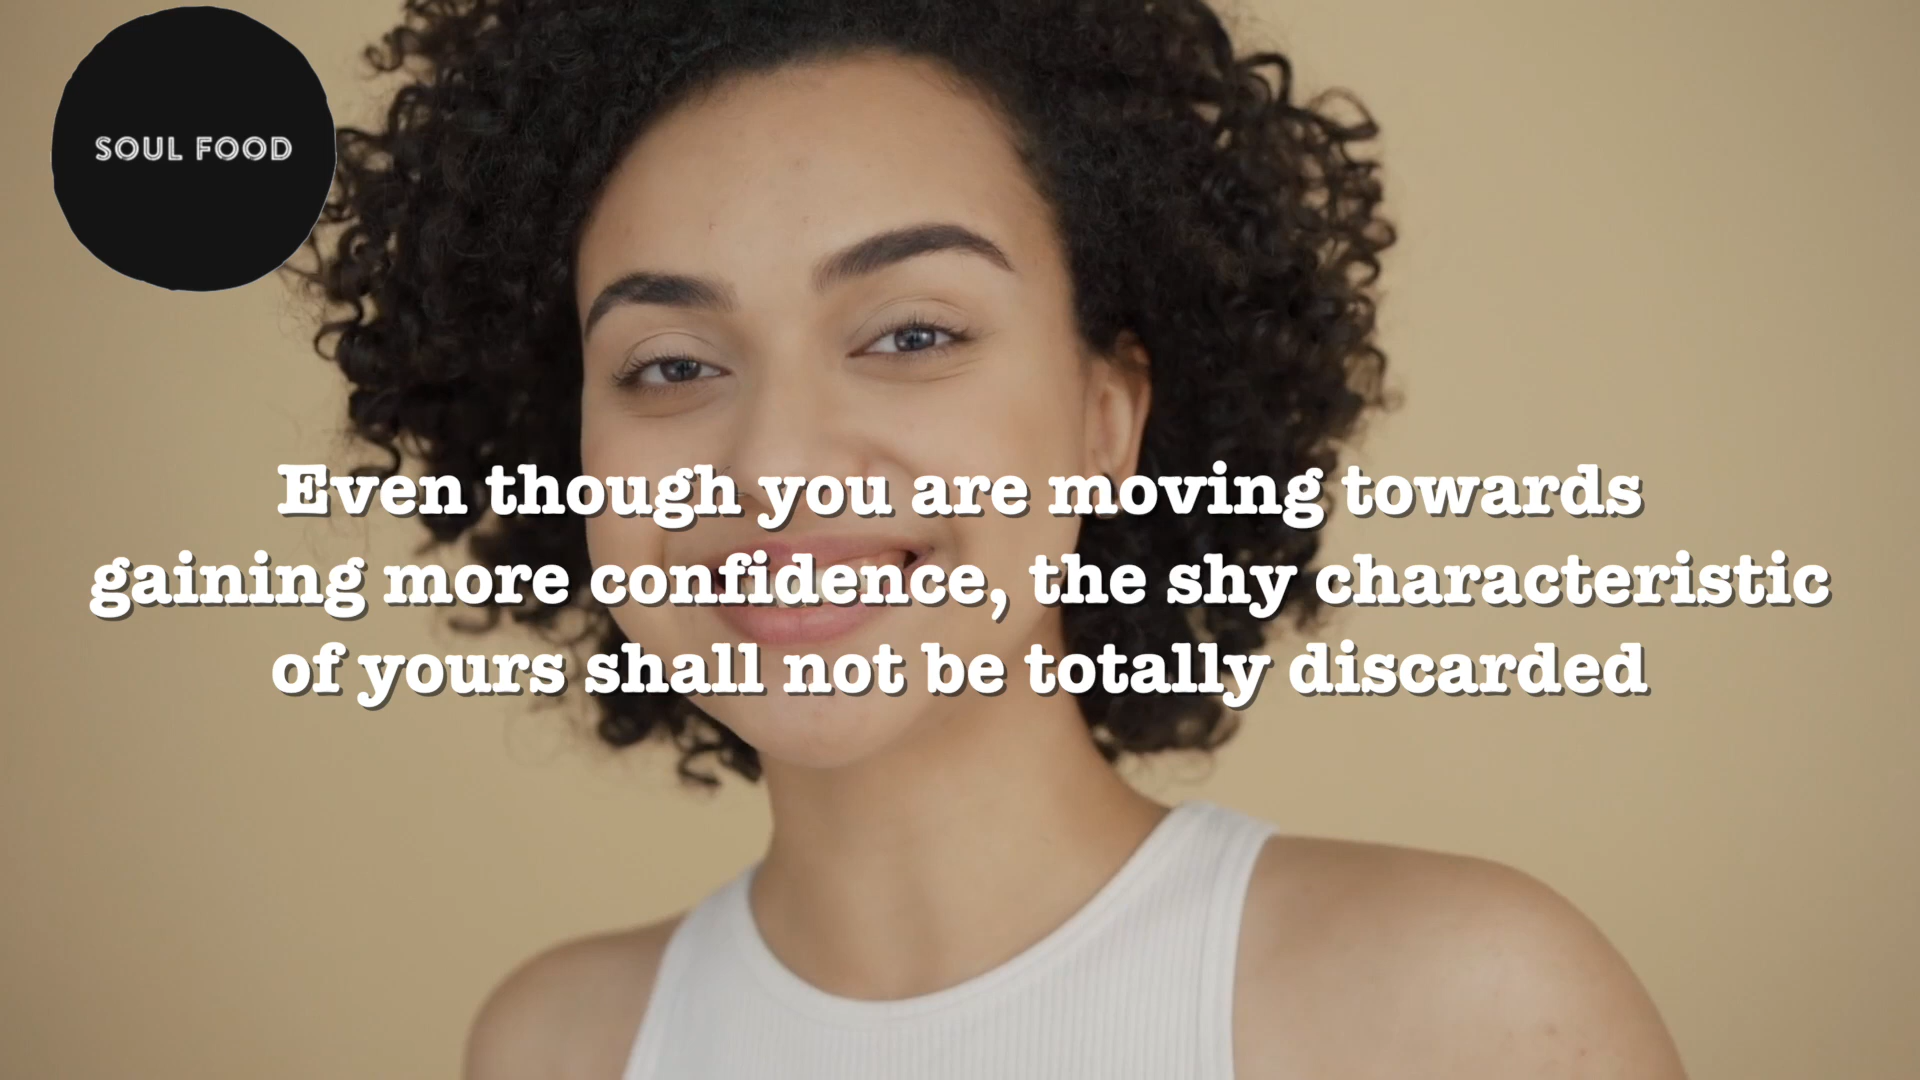 SOUL FOOD
Even though you are moving towards
gaining more confidence, the shy characteristic
of yours shall not be totally discarded